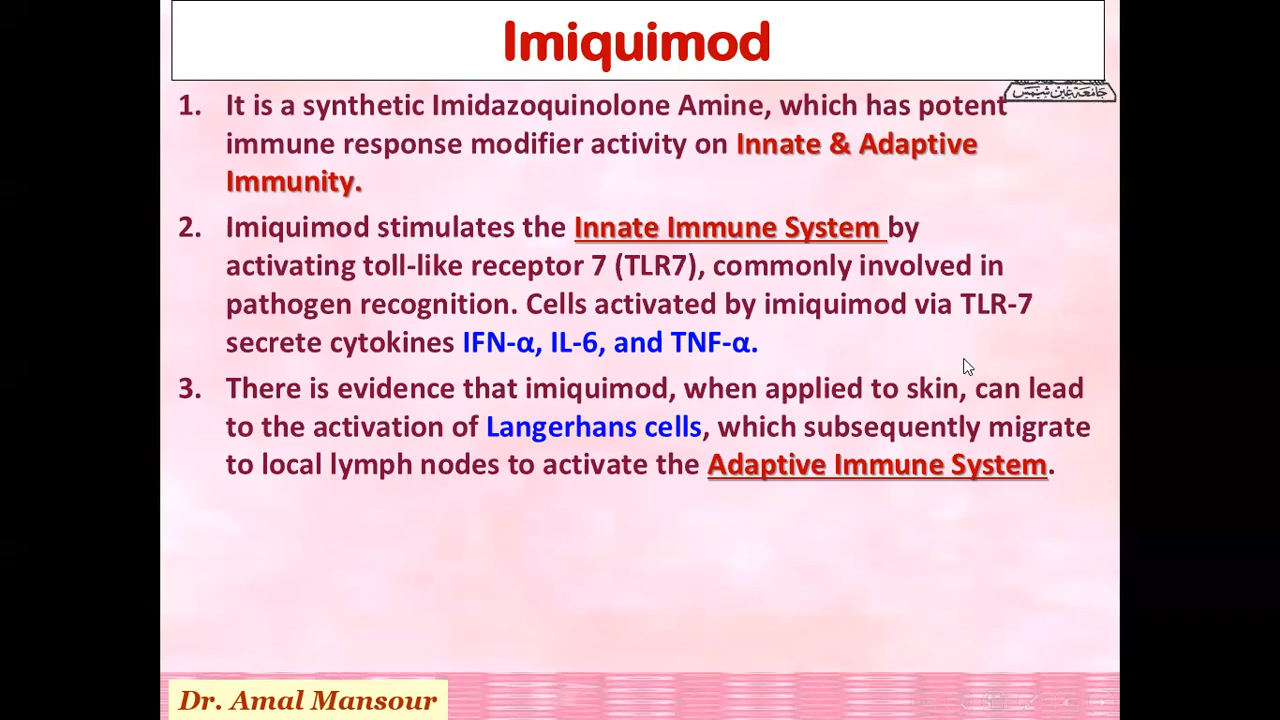 Imiquimod
جامعة عين شمس
1. It is a synthetic Imidazoquinolone Amine, which has potent
immune response modifier activity on Innate & Adaptive
Immunity.
2. Imiquimod stimulates the Innate Immune System by
activating toll-like receptor 7 (TLR7), commonly involved in
pathogen recognition. Cells activated by imiquimod via TLR-7
secrete cytokines IFN-α, IL-6, and TNF-α.
3. There is evidence that imiquimod, when applied to skin, can lead
to the activation of Langerhans cells, which subsequently migrate
to local lymph nodes to activate the Adaptive Immune System.
Dr. Amal Mansour